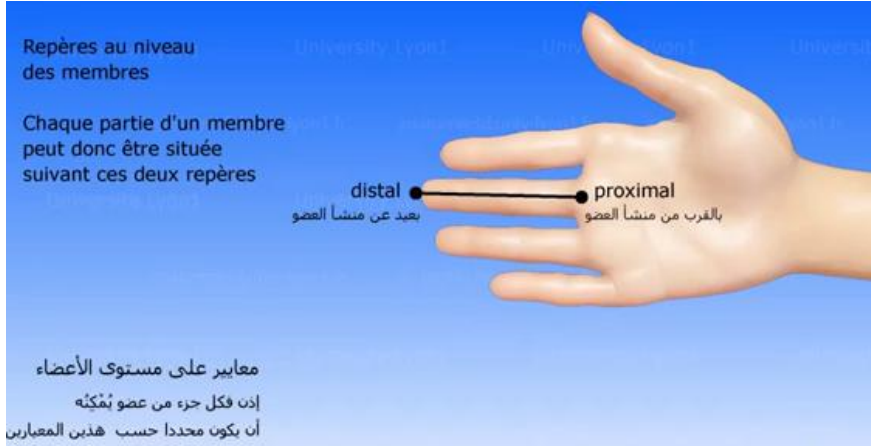 Repères au niveau
des membres
Chaque partie d'un membre
peut donc être située
suivant ces deux repères
distal
بعيد عن منشأ العضو
proximal
بالقرب من منشأ العضو
معايير على مستوى الأعضاء
إذن فكل جزء من عضو يُمْكِنُه
أن يكون محددا حسب هذين المعيارين
University Lyon1